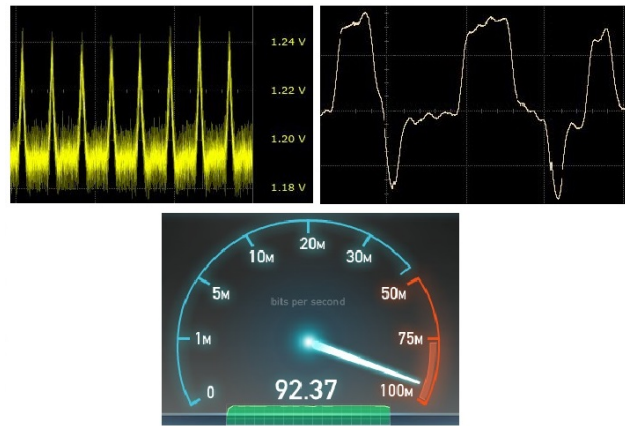 1.24 V
1.22 V
1.20 V
1.18 V
20M
10M
30M
5M
50M
bits per second
1M
75M
0
92.37
100M